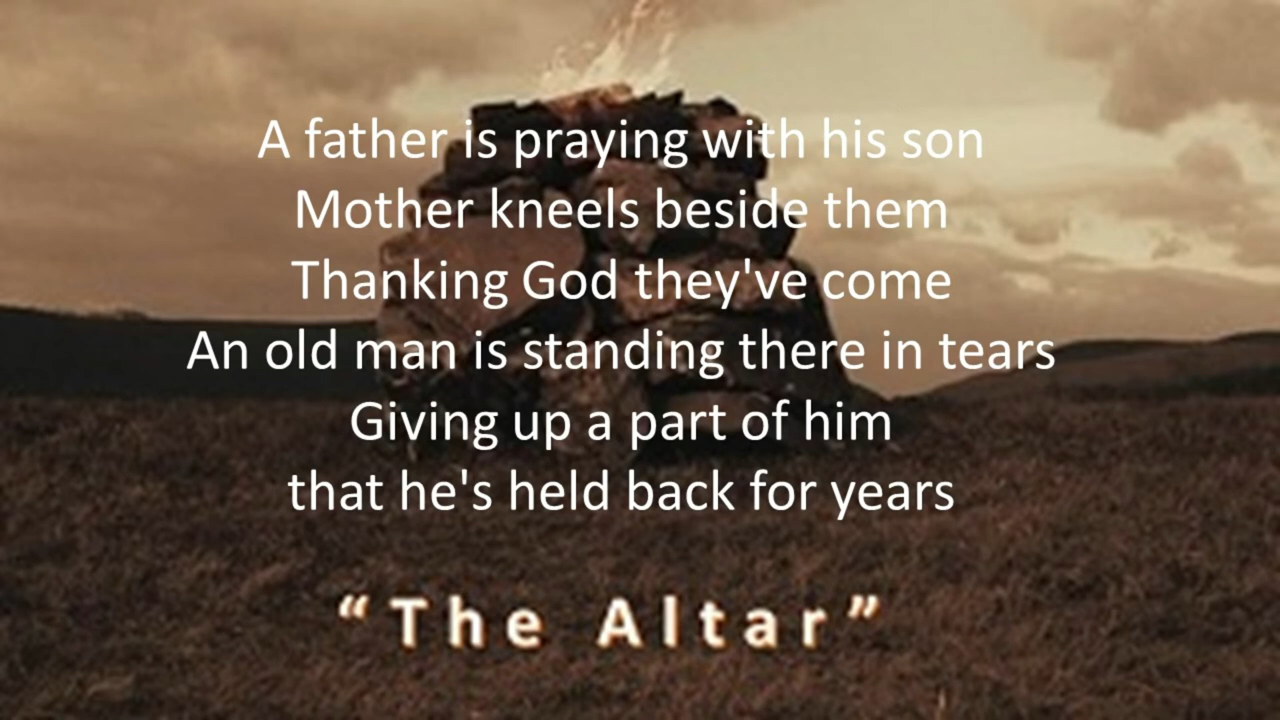 A father is praying with his son
Mother kneels beside them
Thanking God they've come
An old man is standing there in tears
Giving up a part of him
that he's held back for years
“The Altar”